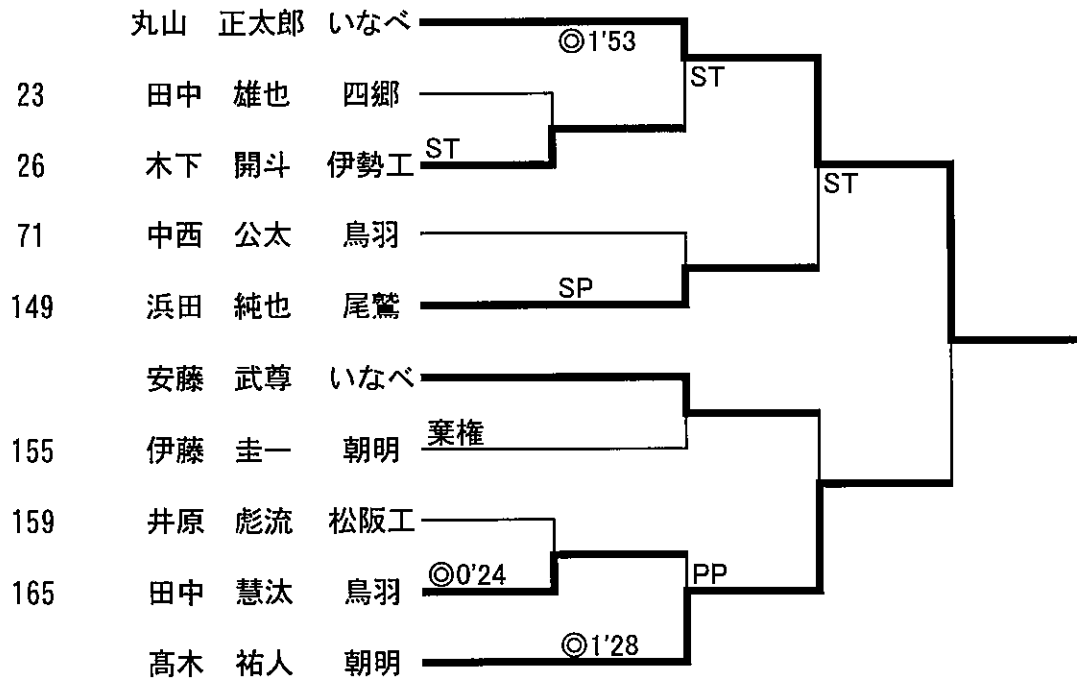 丸山 正太郎 いなべ
◎1'53
ST
23 田中 雄也 四郷
26 木下 開斗 伊勢工 ST
ST
71 中西 公太 鳥羽
149 浜田 純也 尾鷲 SP
安藤 武尊 いなべ
155 伊藤 圭一 朝明 棄権
159 井原 彪流 松阪工
165 田中 慧汰 鳥羽 ◎0'24
PP
髙木 祐人 朝明 ◎1'28